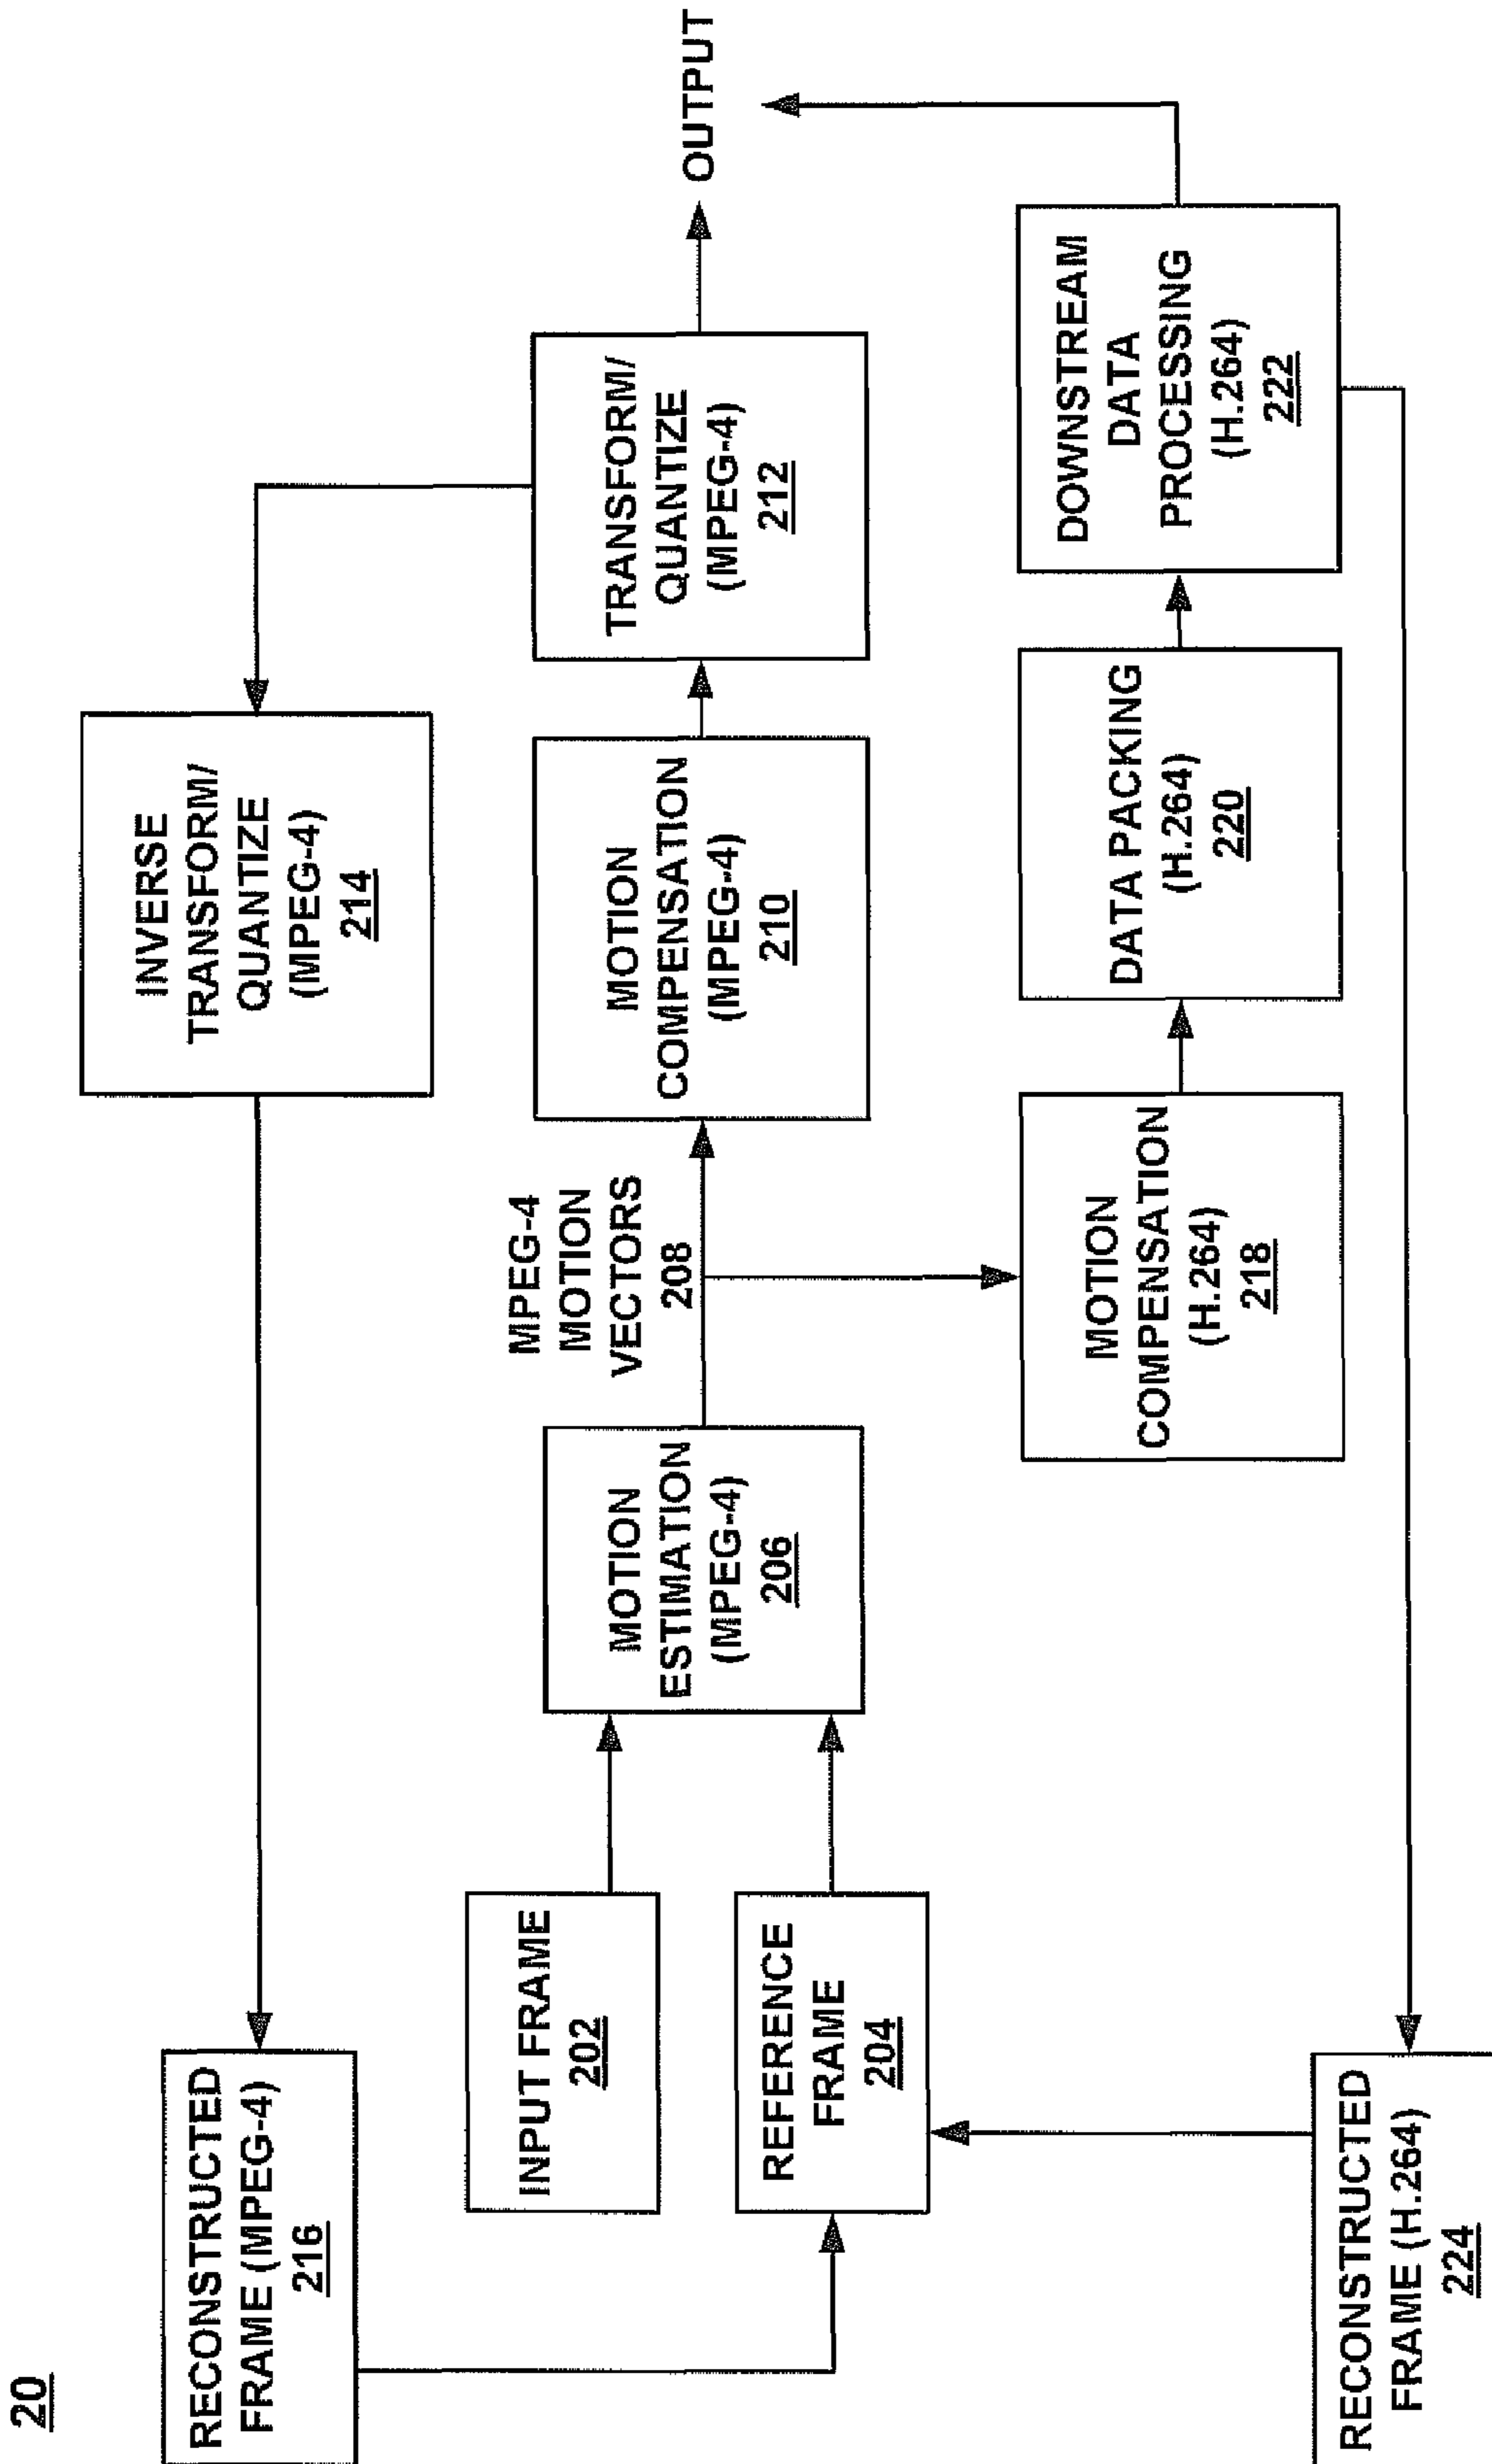 20
RECONSTRUCTED
FRAME (MPEG-4)
216
INVERSE
TRANSFORM/
QUANTIZE
(MPEG-4)
214
INPUT FRAME
202
REFERENCE
FRAME
204
MOTION
ESTIMATION
(MPEG-4)
206
MPEG-4
MOTION
VECTORS
208
MOTION
COMPENSATION
(MPEG-4)
210
TRANSFORM/
QUANTIZE
(MPEG-4)
212
OUTPUT
MOTION
COMPENSATION
(H.264)
218
DATA PACKING
(H.264)
220
DOWNSTREAM
DATA
PROCESSING
(H.264)
222
RECONSTRUCTED
FRAME (H.264)
224